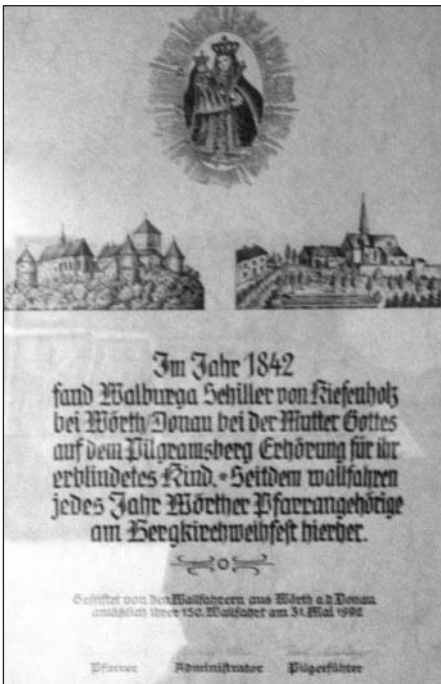 Im Jahr 1842
fand Walburga Schiller von Kiefenholz
bei Wörth/Donau bei der Mutter Gottes
auf dem Pilgramsberg Erhörung für ihr
erblindetes Kind. Seitdem wallfahren
jedes Jahr Wörther Pfarrangehörige
am Bergkirchweihfest hierher.
Gestiftet von den Wallfahrern aus Wörth a.d. Donau
anläßlich ihrer 150. Wallfahrt am 31. Mai 1992
Pfarrer Administrator Pilgerführer